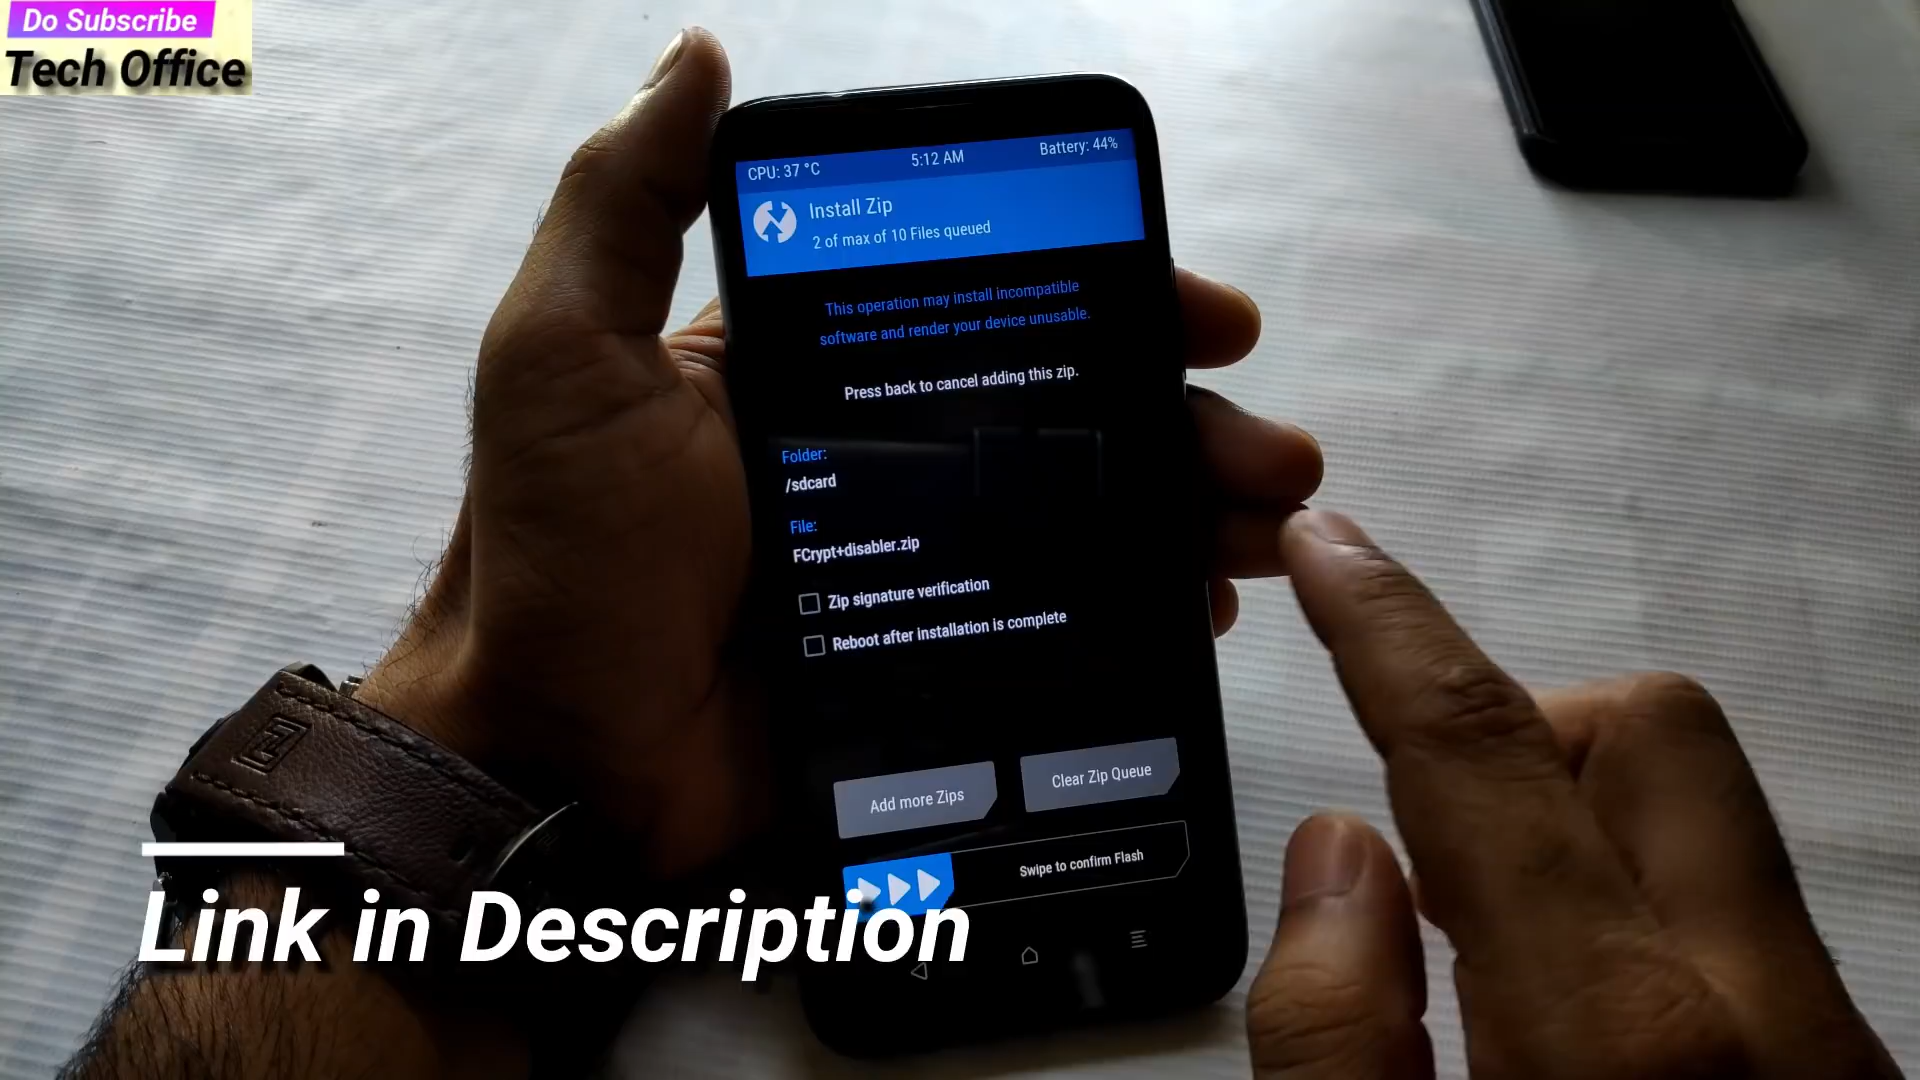 Do Subscribe
Tech Office
CPU: 37 °C 5:12 AM Battery: 44%
Install Zip
2 of max of 10 Files queued
This operation may install incompatible
software and render your device unusable.
Press back to cancel adding this zip.
Folder:
/sdcard
File:
FCrypt+disabler.zip
Zip signature verification
Reboot after installation is complete
Add more Zips Clear Zip Queue
Swipe to confirm Flash
Link in Description